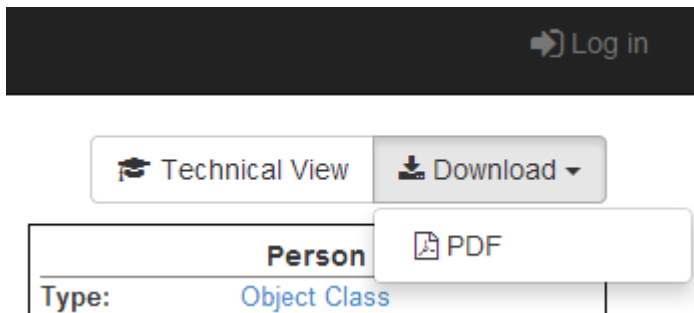 Log in
Technical View
Download
PDF
Person
Type: Object Class